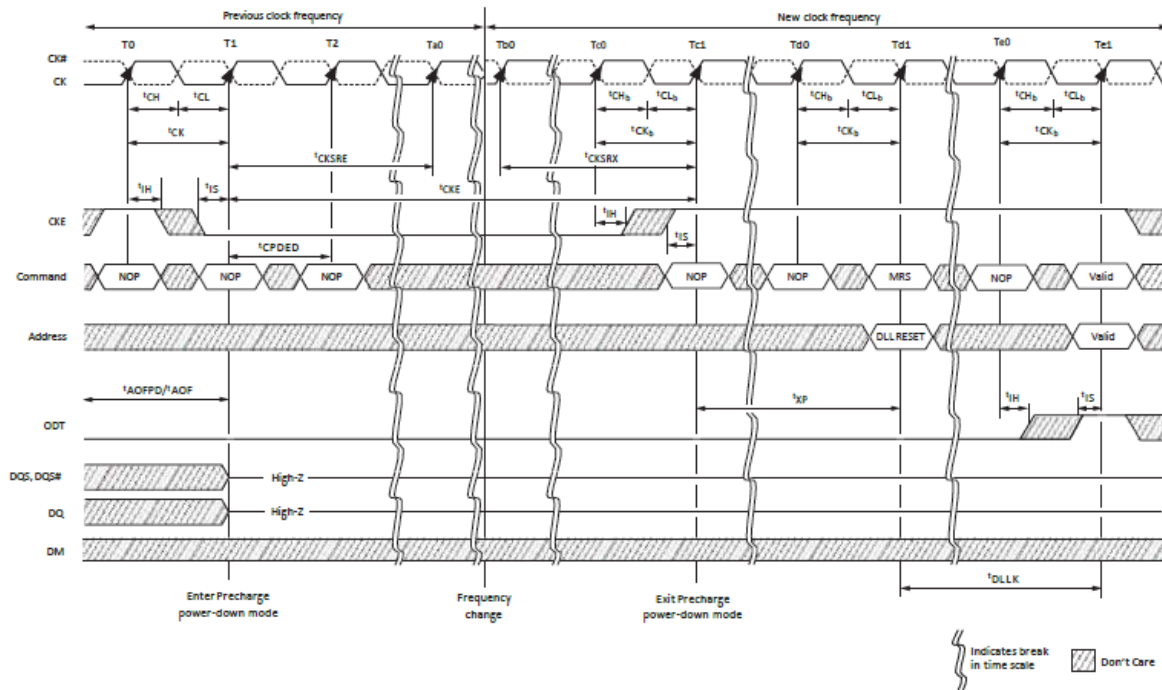 Previous clock frequency New clock frequency
T0 T1 T2 Ta0 Tb0 Tc0 Tc1 Td0 Td1 Te0 Te1
CK#
CK
tCH tCL tCHb tCLb tCHb tCLb tCHb tCLb
tCK tCKb tCKb tCKb
tCKSRE tCKSRX
tIH tIS tCKE
CKE tIH
tIS
tCPDED
Command NOP NOP NOP NOP NOP MRS NOP Valid
Address DLL RESET Valid
tAOFPD/tAOF tXP tIH tIS
ODT
DQS, DQS# High-Z
DQ High-Z
DM
tDLLK
Enter Precharge power-down mode
Frequency change
Exit Precharge power-down mode
Indicates break in time scale
Don't Care